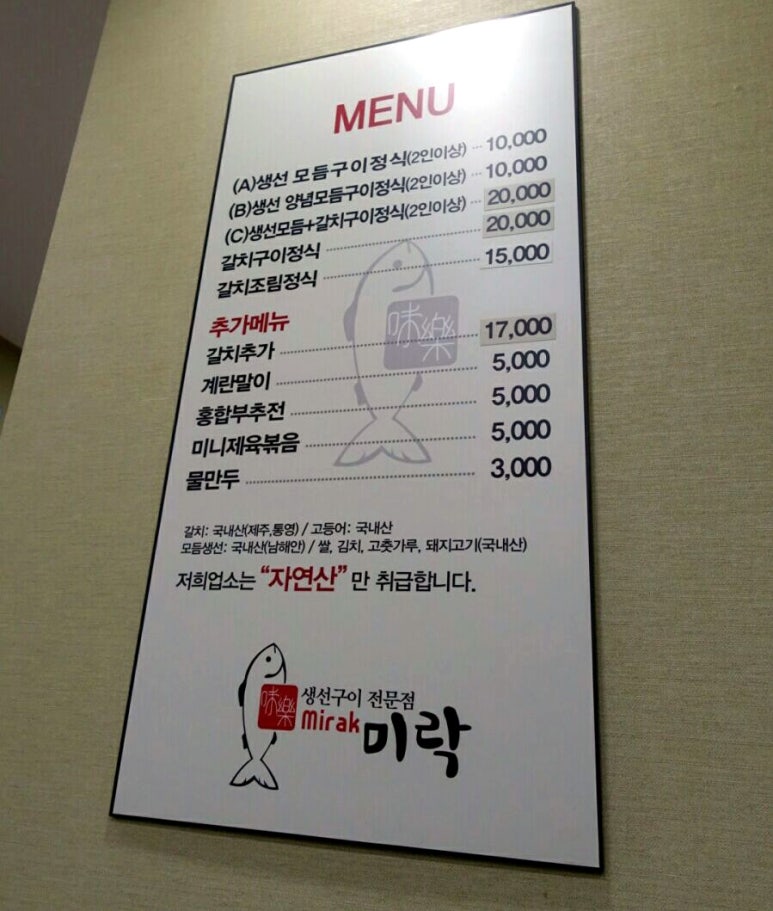 MENU
(A)생선 모듬구이정식(2인이상) 10,000
(B)생선 양념모듬구이정식(2인이상) 10,000
(C)생선모듬+갈치구이정식(2인이상) 20,000
갈치구이정식 20,000
갈치조림정식 15,000
味樂
추가메뉴
갈치추가 17,000
계란말이 5,000
홍합부추전 5,000
미니제육볶음 5,000
물만두 3,000
갈치: 국내산(제주,통영) / 고등어: 국내산
모듬생선: 국내산(남해안) / 쌀, 김치, 고춧가루, 돼지고기(국내산)
저희업소는 “자연산” 만 취급합니다.
味樂
생선구이 전문점
Mirak 미락